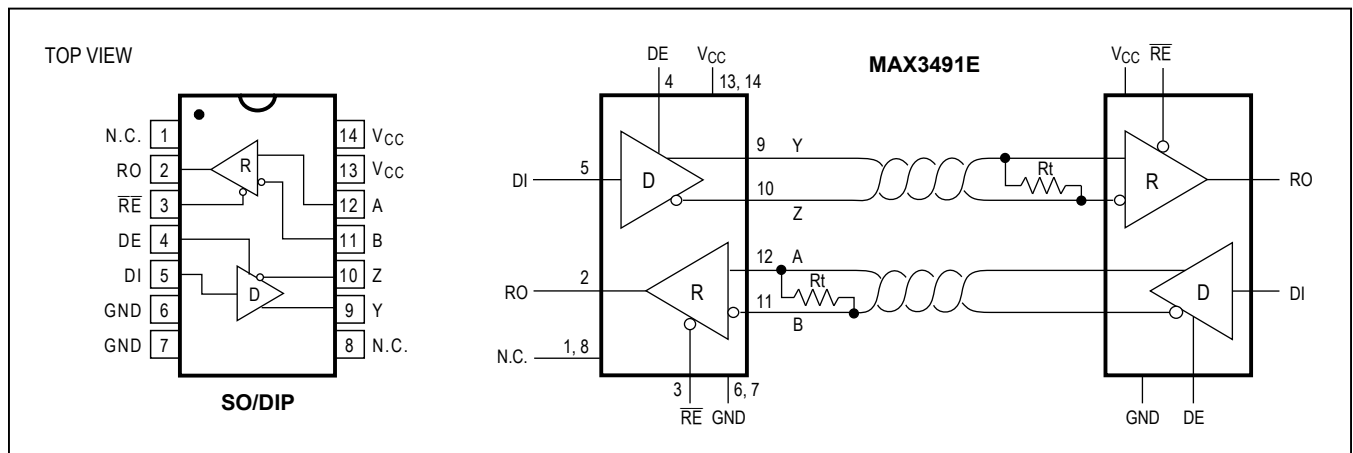 TOP VIEW
N.C. 1
RO 2
RE 3
DE 4
DI 5
GND 6
GND 7
14 VCC
13 VCC
12 A
11 B
10 Z
9 Y
8 N.C.
R
D
SO/DIP
MAX3491E
DE
4
VCC
13, 14
DI
5
D
9 Y
10
Z
Rt
12 A
11
B
Rt
RO
2
R
N.C.
1, 8
3
RE
6, 7
GND
VCC
RE
R
RO
D
DI
GND
DE